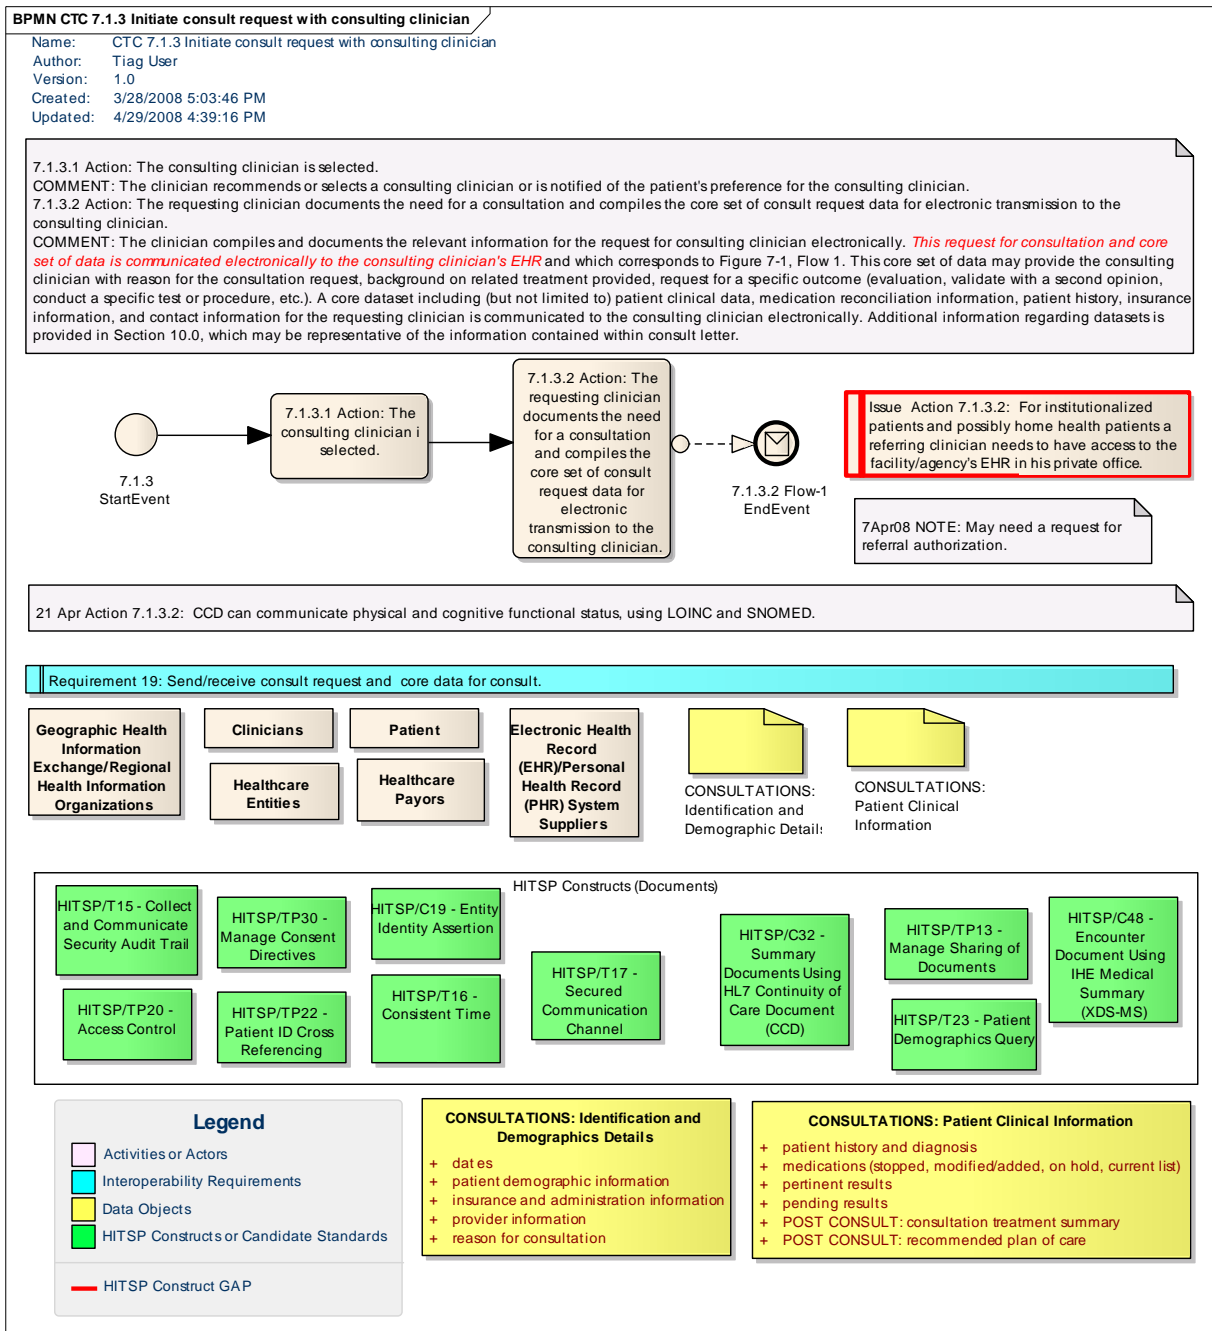 BPMN CTC 7.1.3 Initiate consult request with consulting clinician
Name: CTC 7.1.3 Initiate consult request with consulting clinician
Author: Tiag User
Version: 1.0
Created: 3/28/2008 5:03:46 PM
Updated: 4/29/2008 4:39:16 PM
7.1.3.1 Action: The consulting clinician is selected.
COMMENT: The clinician recommends or selects a consulting clinician or is notified of the patient's preference for the consulting clinician.
7.1.3.2 Action: The requesting clinician documents the need for a consultation and compiles the core set of consult request data for electronic transmission to the
consulting clinician.
COMMENT: The clinician compiles and documents the relevant information for the request for consulting clinician electronically. This request for consultation and core
set of data is communicated electronically to the consulting clinician's EHR and which corresponds to Figure 7-1, Flow 1. This core set of data may provide the consulting
clinician with reason for the consultation request, background on related treatment provided, request for a specific outcome (evaluation, validate with a second opinion,
conduct a specific test or procedure, etc.). A core dataset including (but not limited to) patient clinical data, medication reconciliation information, patient history, insurance
information, and contact information for the requesting clinician is communicated to the consulting clinician electronically. Additional information regarding datasets is
provided in Section 10.0, which may be representative of the information contained within consult letter.
7.1.3
StartEvent
7.1.3.1 Action: The
consulting clinician i
selected.
7.1.3.2 Action: The
requesting clinician
documents the need
for a consultation
and compiles the
core set of consult
request data for
electronic
transmission to the
consulting clinician.
7.1.3.2 Flow-1
EndEvent
Issue Action 7.1.3.2: For institutionalized
patients and possibly home health patients a
referring clinician needs to have access to the
facility/agency's EHR in his private office.
7Apr08 NOTE: May need a request for
referral authorization.
21 Apr Action 7.1.3.2: CCD can communicate physical and cognitive functional status, using LOINC and SNOMED.
Requirement 19: Send/receive consult request and core data for consult.
Geographic Health
Information
Exchange/Regional
Health Information
Organizations
Clinicians
Healthcare
Entities
Patient
Healthcare
Payors
Electronic Health
Record
(EHR)/Personal
Health Record
(PHR) System
Suppliers
CONSULTATIONS:
Identification and
Demographic Details
CONSULTATIONS:
Patient Clinical
Information
HITSP Constructs (Documents)
HITSP/T15 - Collect
and Communicate
Security Audit Trail
HITSP/TP20 -
Access Control
HITSP/TP30 -
Manage Consent
Directives
HITSP/TP22 -
Patient ID Cross
Referencing
HITSP/C19 - Entity
Identity Assertion
HITSP/T16 -
Consistent Time
HITSP/T17 -
Secured
Communication
Channel
HITSP/C32 -
Summary
Documents Using
HL7 Continuity of
Care Document
(CCD)
HITSP/TP13 -
Manage Sharing of
Documents
HITSP/T23 - Patient
Demographics Query
HITSP/C48 -
Encounter
Document Using
IHE Medical
Summary
(XDS-MS)
Legend
Activities or Actors
Interoperability Requirements
Data Objects
HITSP Constructs or Candidate Standards
HITSP Construct GAP
CONSULTATIONS: Identification and
Demographics Details
+ dates
+ patient demographic information
+ insurance and administration information
+ provider information
+ reason for consultation
CONSULTATIONS: Patient Clinical Information
+ patient history and diagnosis
+ medications (stopped, modified/added, on hold, current list)
+ pertinent results
+ pending results
+ POST CONSULT: consultation treatment summary
+ POST CONSULT: recommended plan of care